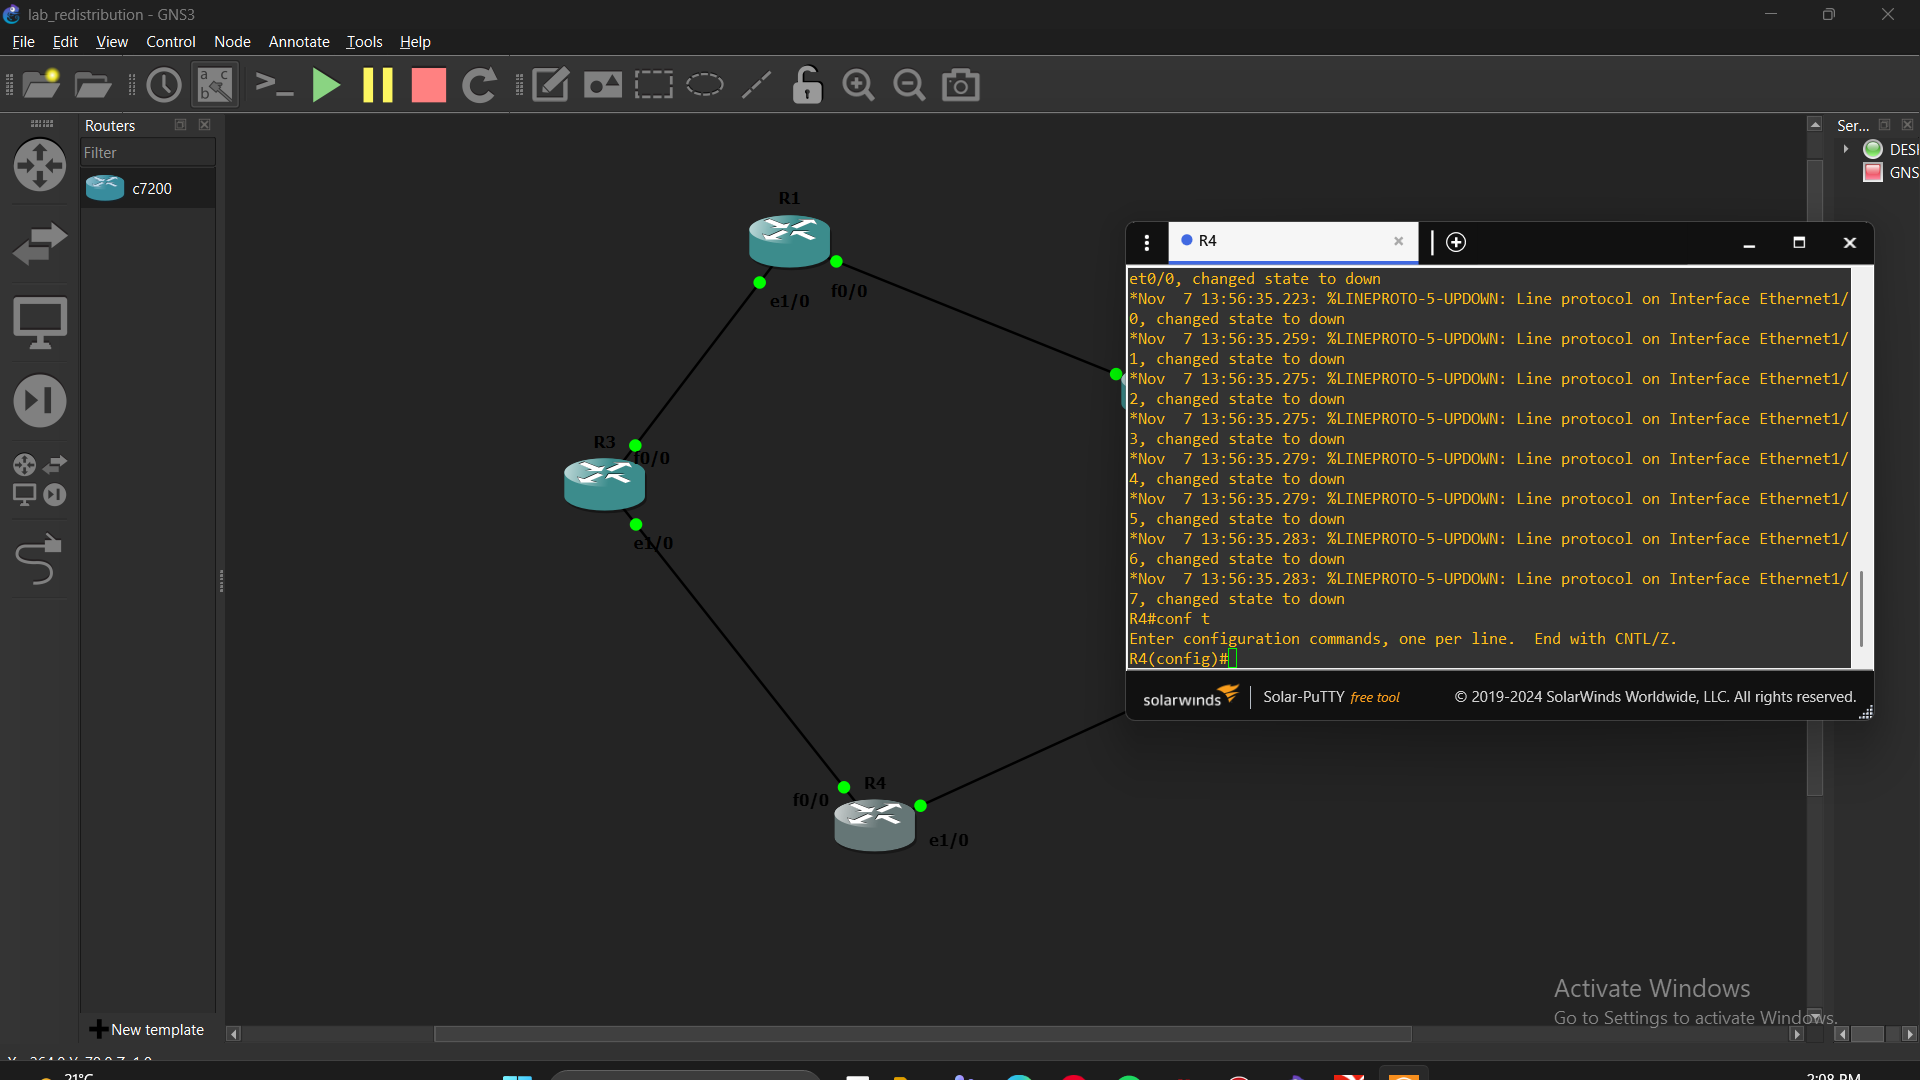 lab_redistribution - GNS3
File Edit View Control Node Annotate Tools Help
a c
b
Routers
Filter
c7200
Ser...
DESI
GNS
R1
e1/0
f0/0
R3
f0/0
e1/0
R4
f0/0
e1/0
R4
et0/0, changed state to down
*Nov  7 13:56:35.223: %LINEPROTO-5-UPDOWN: Line protocol on Interface Ethernet1/
0, changed state to down
*Nov  7 13:56:35.259: %LINEPROTO-5-UPDOWN: Line protocol on Interface Ethernet1/
1, changed state to down
*Nov  7 13:56:35.275: %LINEPROTO-5-UPDOWN: Line protocol on Interface Ethernet1/
2, changed state to down
*Nov  7 13:56:35.275: %LINEPROTO-5-UPDOWN: Line protocol on Interface Ethernet1/
3, changed state to down
*Nov  7 13:56:35.279: %LINEPROTO-5-UPDOWN: Line protocol on Interface Ethernet1/
4, changed state to down
*Nov  7 13:56:35.279: %LINEPROTO-5-UPDOWN: Line protocol on Interface Ethernet1/
5, changed state to down
*Nov  7 13:56:35.283: %LINEPROTO-5-UPDOWN: Line protocol on Interface Ethernet1/
6, changed state to down
*Nov  7 13:56:35.283: %LINEPROTO-5-UPDOWN: Line protocol on Interface Ethernet1/
7, changed state to down
R4#conf t
Enter configuration commands, one per line.  End with CNTL/Z.
R4(config)#
solarwinds Solar-PuTTY free tool © 2019-2024 SolarWinds Worldwide, LLC. All rights reserved.
Activate Windows
Go to Settings to activate Windows.
New template
21°C
2:08 PM